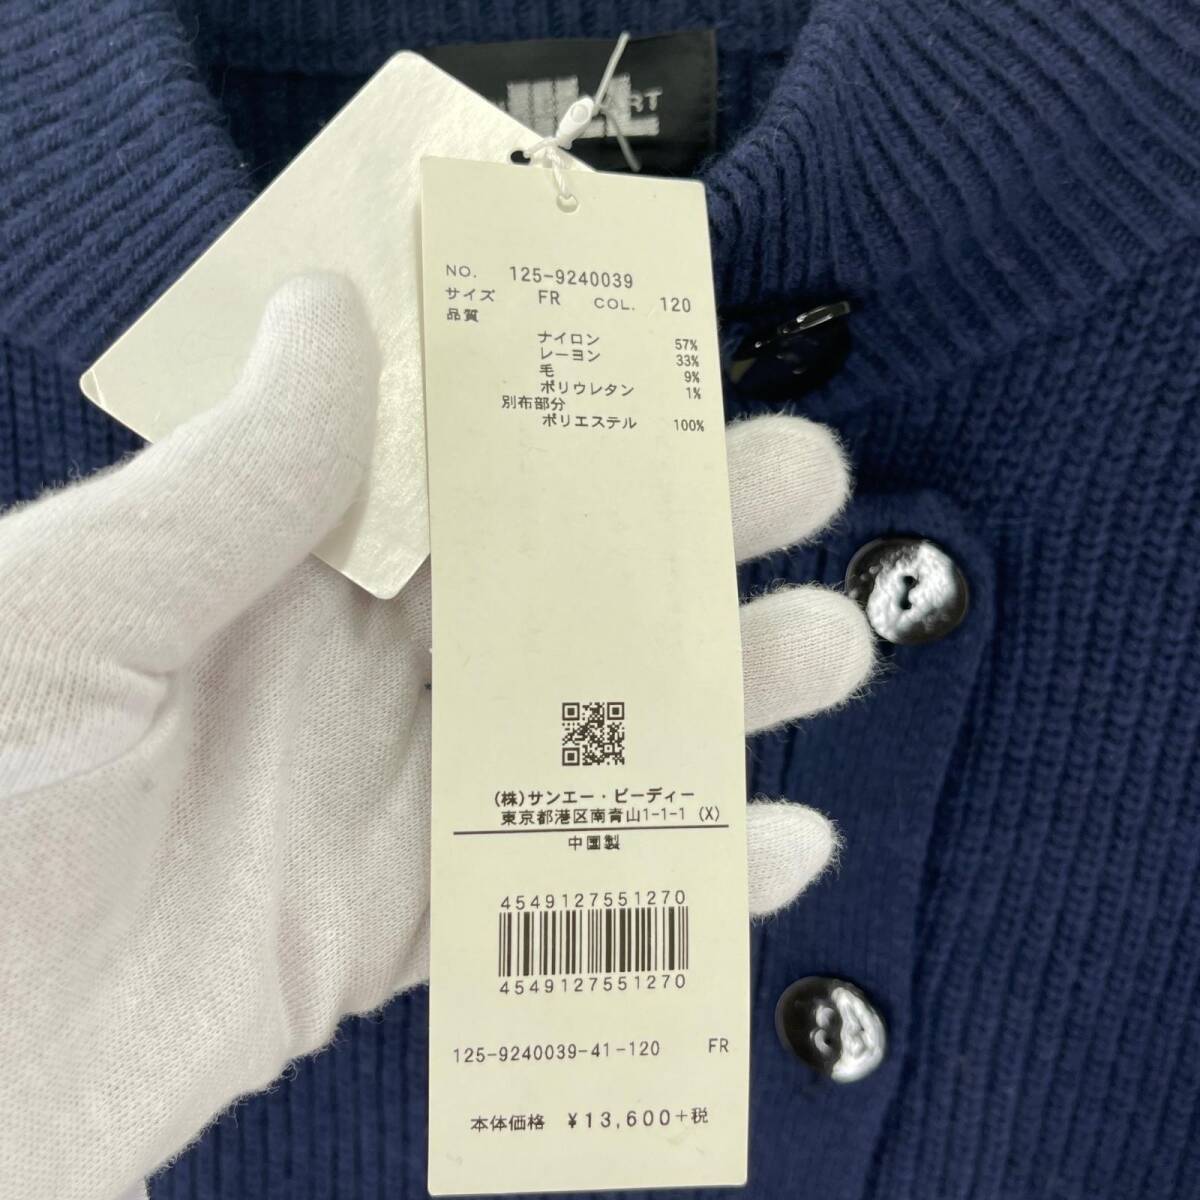 NO. 125-9240039
サイズ FR COL. 120
品質
ナイロン 57%
レーヨン 33%
毛 9%
ポリウレタン 1%
別布部分
ポリエステル 100%
(株)サンエー・ビーディー
東京都港区南青山1-1-1 (X)
中国製
4549127551270
4549127551270
125-9240039-41-120 FR
本体価格 ¥13,600+税